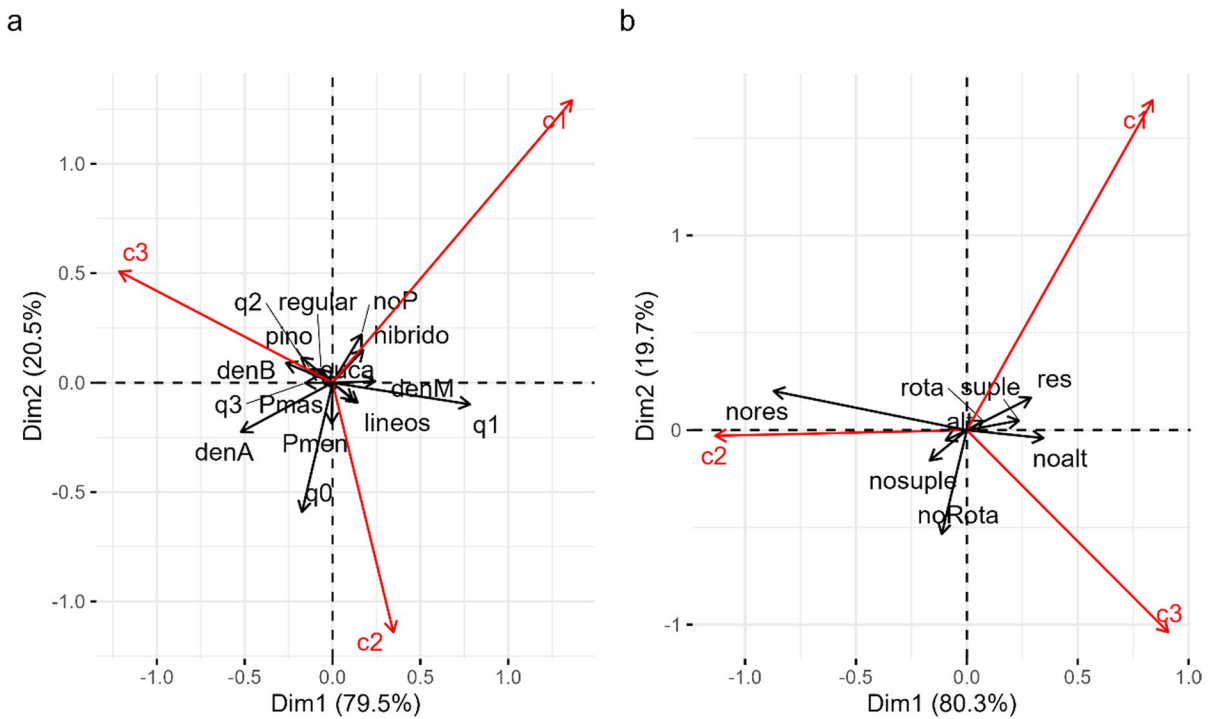 a
b
c1
c3
q2 regular noP
pino hibrido
denB euca
denM
q3 Pmas lineos q1
denA Pmen
q0
c2
1.0
0.5
0.0
-0.5
-1.0
Dim2 (20.5%)
-1.0 -0.5 0.0 0.5 1.0
Dim1 (79.5%)
c1
rota suple res
nores alt
c2 noalt
nosuple
noRota
c3
1
0
-1
Dim2 (19.7%)
-1.0 -0.5 0.0 0.5 1.0
Dim1 (80.3%)